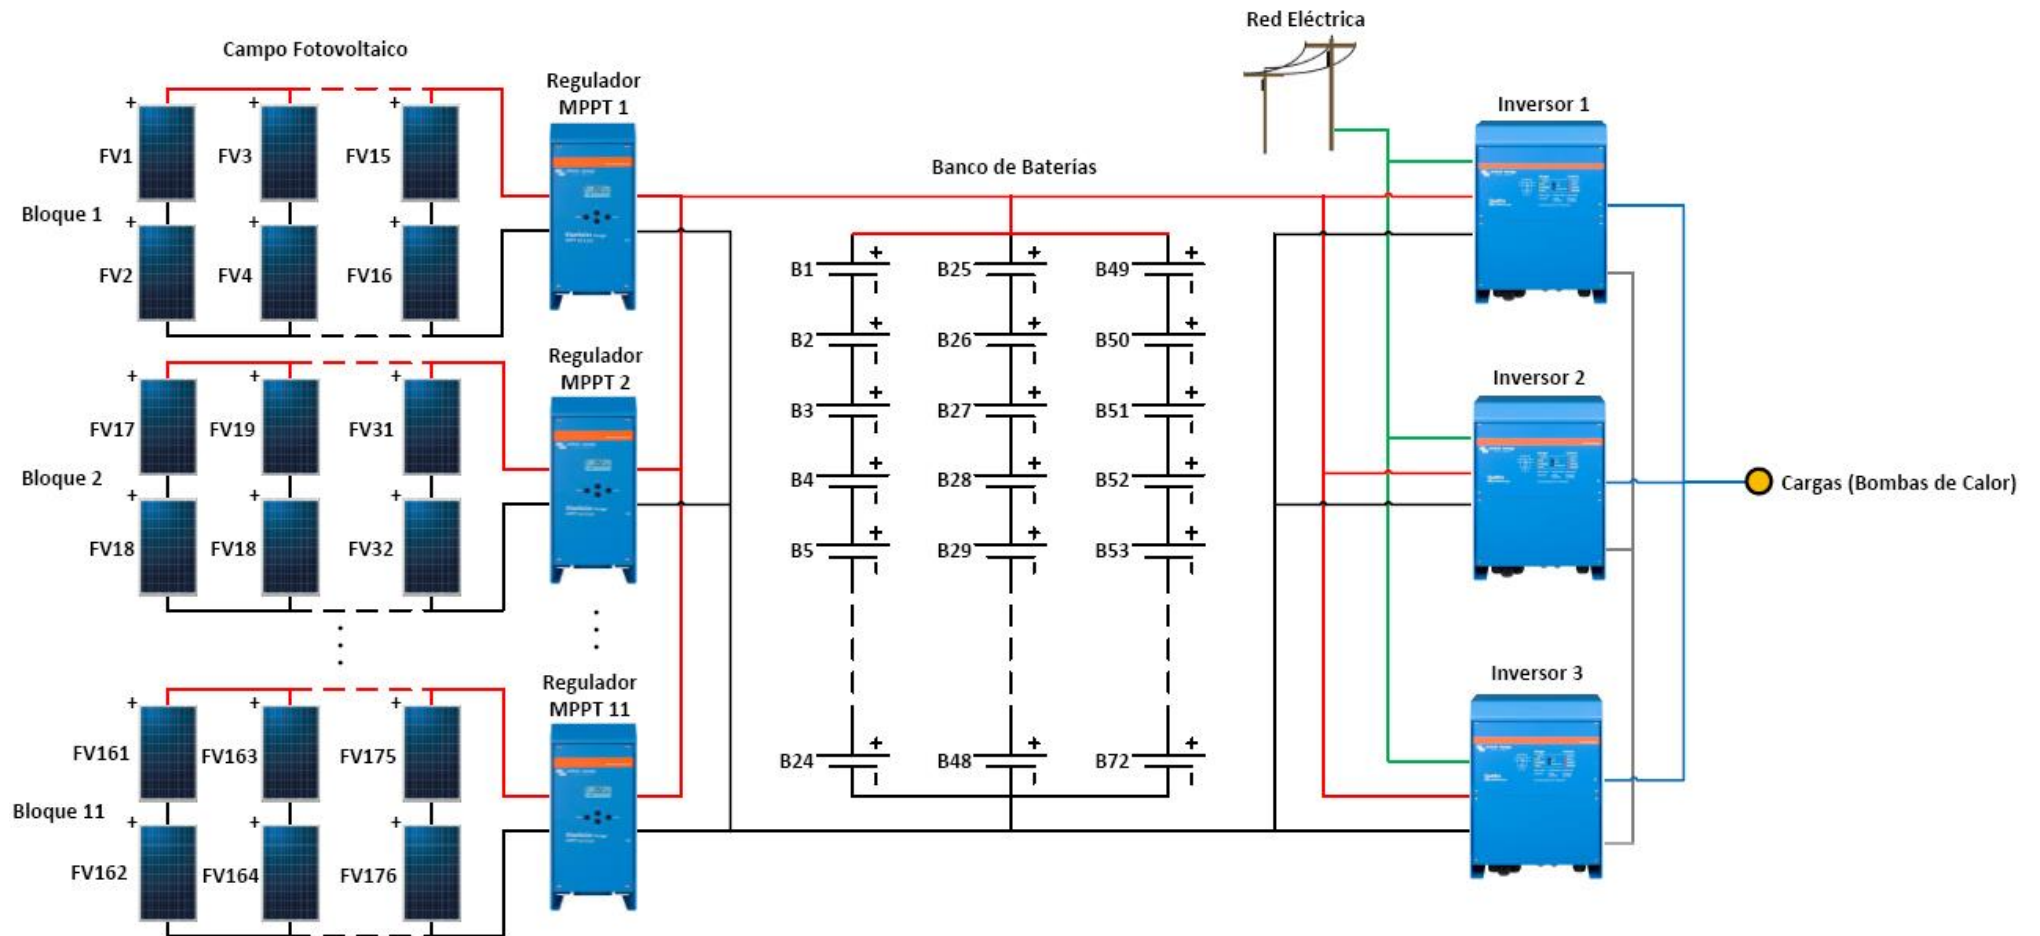 Red Eléctrica
Campo Fotovoltaico
Regulador
MPPT 1
Inversor 1
+ + +
FV1 FV3 FV15
Banco de Baterías
Bloque 1
+ + +
FV2 FV4 FV16
B1 + B25 + B49 +
B2 + B26 + B50 +
Regulador
MPPT 2
Inversor 2
+ + +
FV17 FV19 FV31
B3 + B27 + B51 +
Bloque 2
B4 + B28 + B52 +
Cargas (Bombas de Calor)
+ + +
FV18 FV18 FV32
B5 + B29 + B53 +
Regulador
MPPT 11
Inversor 3
+ + +
FV161 FV163 FV175
B24 + B48 + B72 +
Bloque 11
+ + +
FV162 FV164 FV176